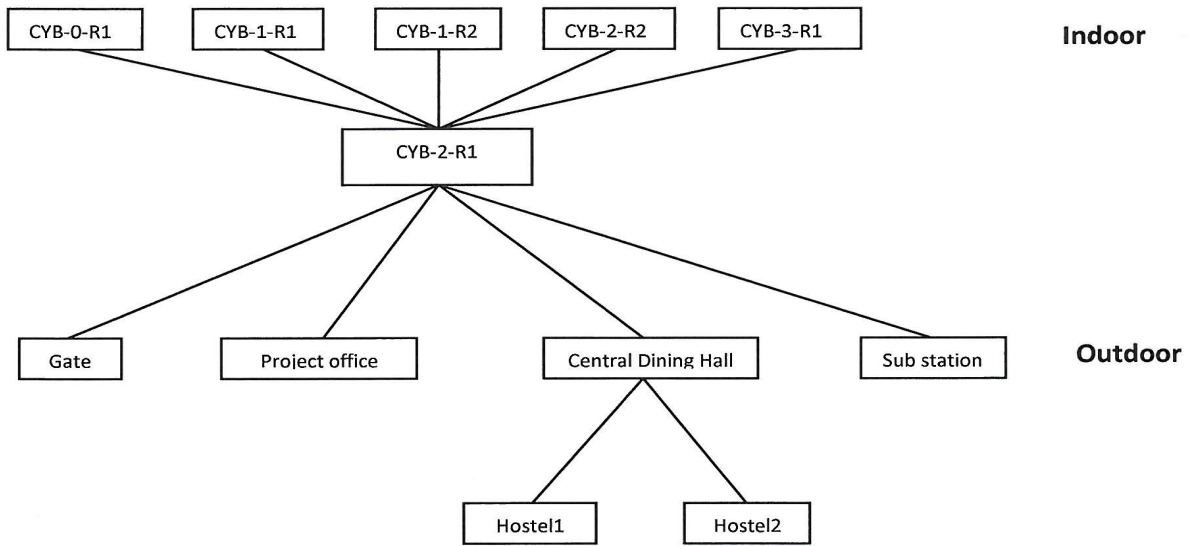 CYB-0-R1
CYB-1-R1
CYB-1-R2
CYB-2-R2
CYB-3-R1
Indoor
CYB-2-R1
Gate
Project office
Central Dining Hall
Sub station
Outdoor
Hostel1
Hostel2